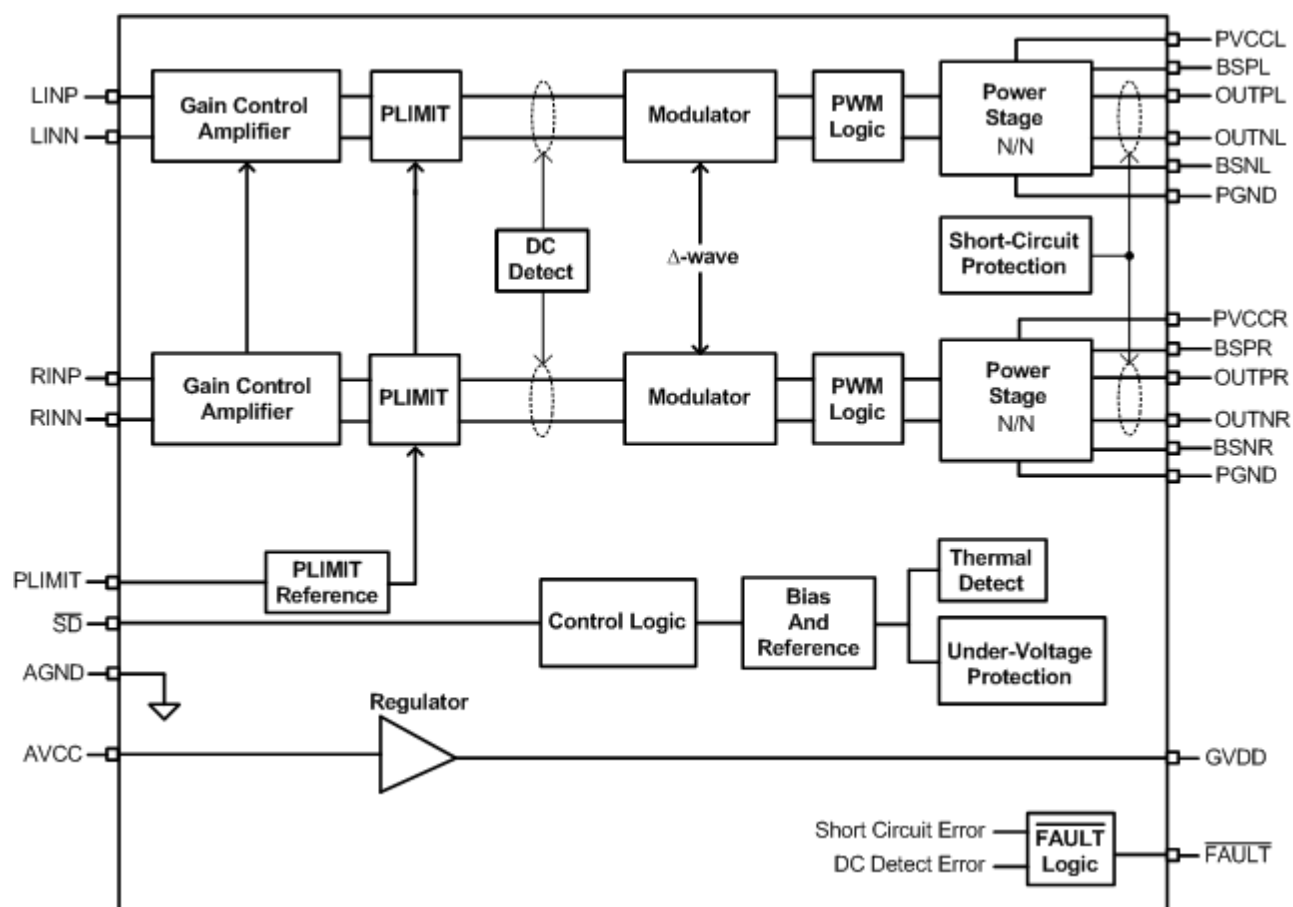 PVCCL
BSPL
LINP
Gain Control
Amplifier
PLIMIT
Modulator
PWM
Logic
Power
Stage
N/N
OUTPL
LINN
OUTNL
BSNL
PGND
DC
Detect
Δ-wave
Short-Circuit
Protection
PVCCR
BSPR
RINP
Gain Control
Amplifier
PLIMIT
Modulator
PWM
Logic
Power
Stage
N/N
OUTPR
RINN
OUTNR
BSNR
PGND
PLIMIT
PLIMIT
Reference
Thermal
Detect
SD
Control Logic
Bias
And
Reference
Under-Voltage
Protection
AGND
Regulator
AVCC
GVDD
Short Circuit Error
DC Detect Error
FAULT
Logic
FAULT